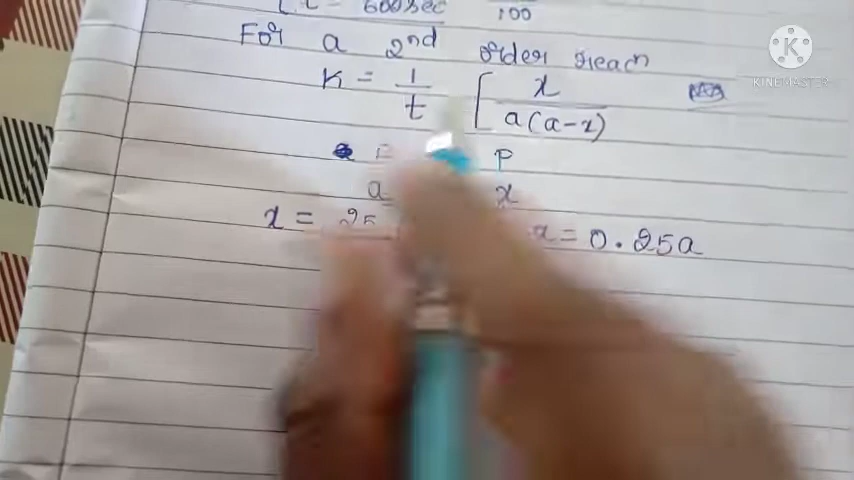 = 600sec 100
For a 2nd order reacn
K = 1/t [ x / a(a-x)
P
a x
x = 25 x = 0.25a
K
KINEMASTER